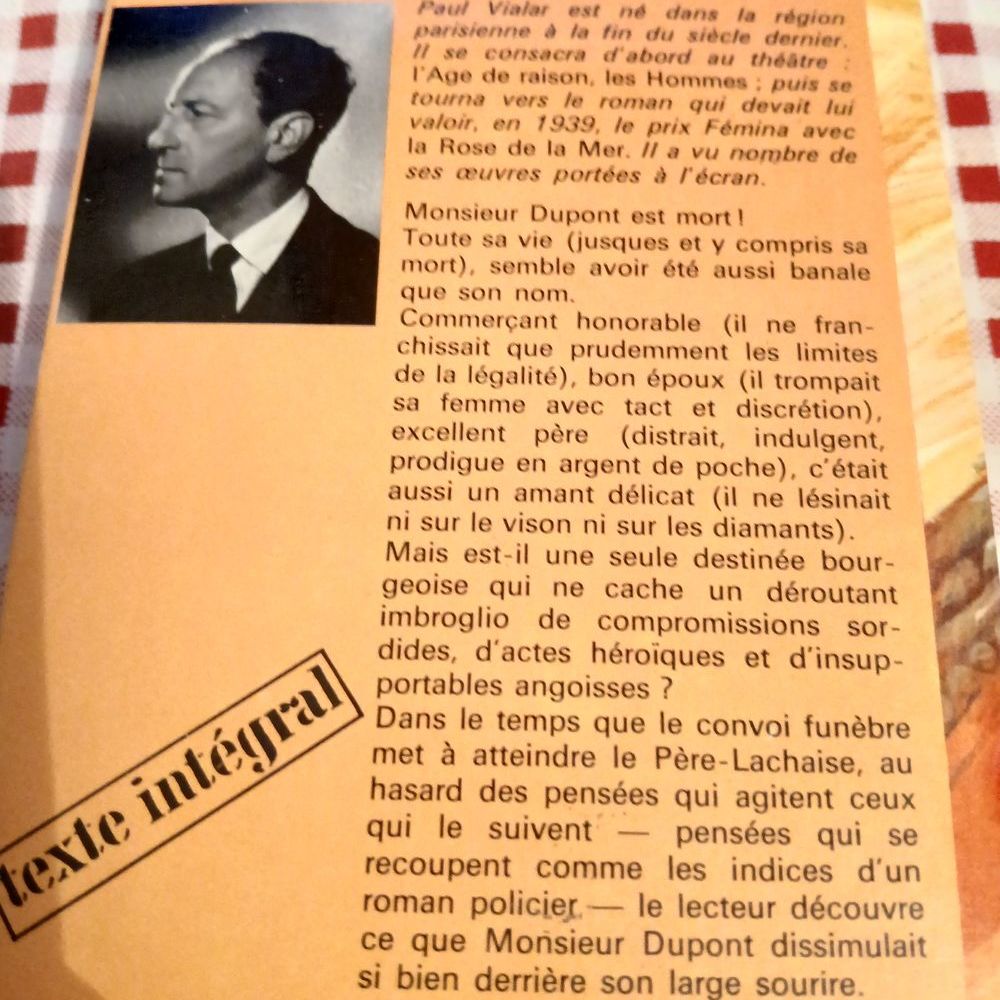 Paul Vialar est né dans la région
parisienne à la fin du siècle dernier.
Il se consacra d'abord au théâtre :
l'Age de raison, les Hommes ; puis se
tourna vers le roman qui devait lui
valoir, en 1939, le prix Fémina avec
la Rose de la Mer. Il a vu nombre de
ses œuvres portées à l'écran.
Monsieur Dupont est mort !
Toute sa vie (jusques et y compris sa
mort), semble avoir été aussi banale
que son nom.
Commerçant honorable (il ne fran-
chissait que prudemment les limites
de la légalité), bon époux (il trompait
sa femme avec tact et discrétion),
excellent père (distrait, indulgent,
prodigue en argent de poche), c'était
aussi un amant délicat (il ne lésinait
ni sur le vison ni sur les diamants).
Mais est-il une seule destinée bour-
geoise qui ne cache un déroutant
imbroglio de compromissions sor-
dides, d'actes héroïques et d'insup-
portables angoisses ?
Dans le temps que le convoi funèbre
met à atteindre le Père-Lachaise, au
hasard des pensées qui agitent ceux
qui le suivent — pensées qui se
recoupent comme les indices d'un
roman policier — le lecteur découvre
ce que Monsieur Dupont dissimulait
si bien derrière son large sourire.
texte intégral